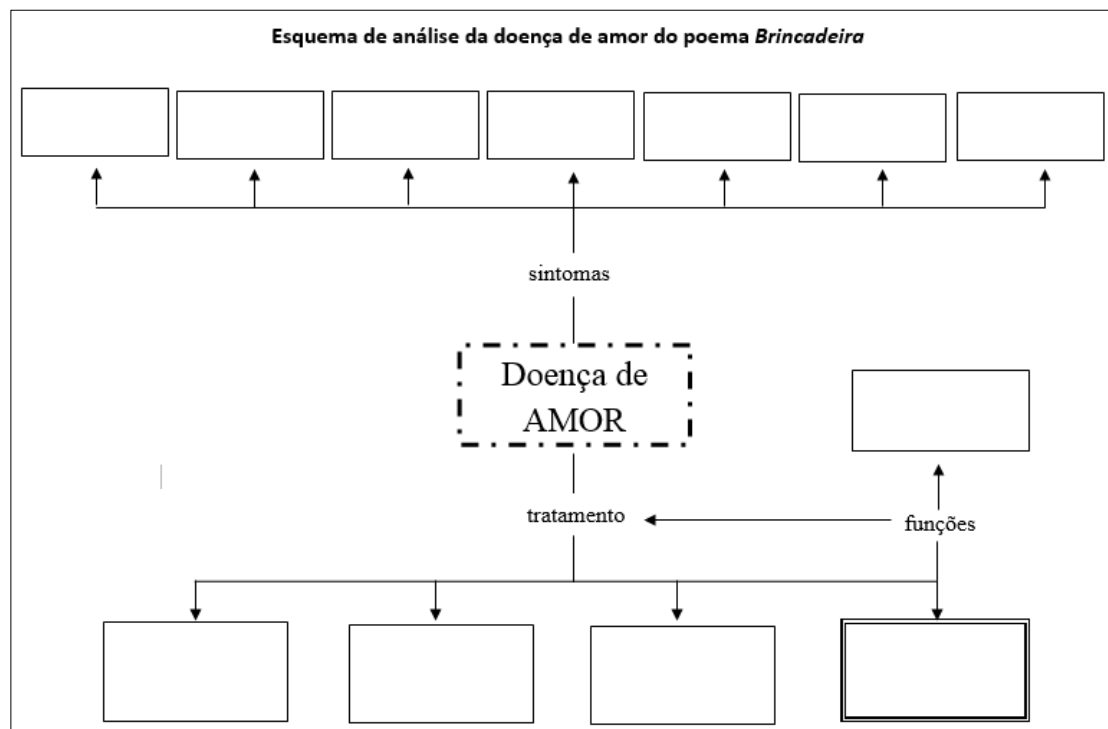 Esquema de análise da doença de amor do poema Brincadeira
sintomas
Doença de
AMOR
tratamento
funções